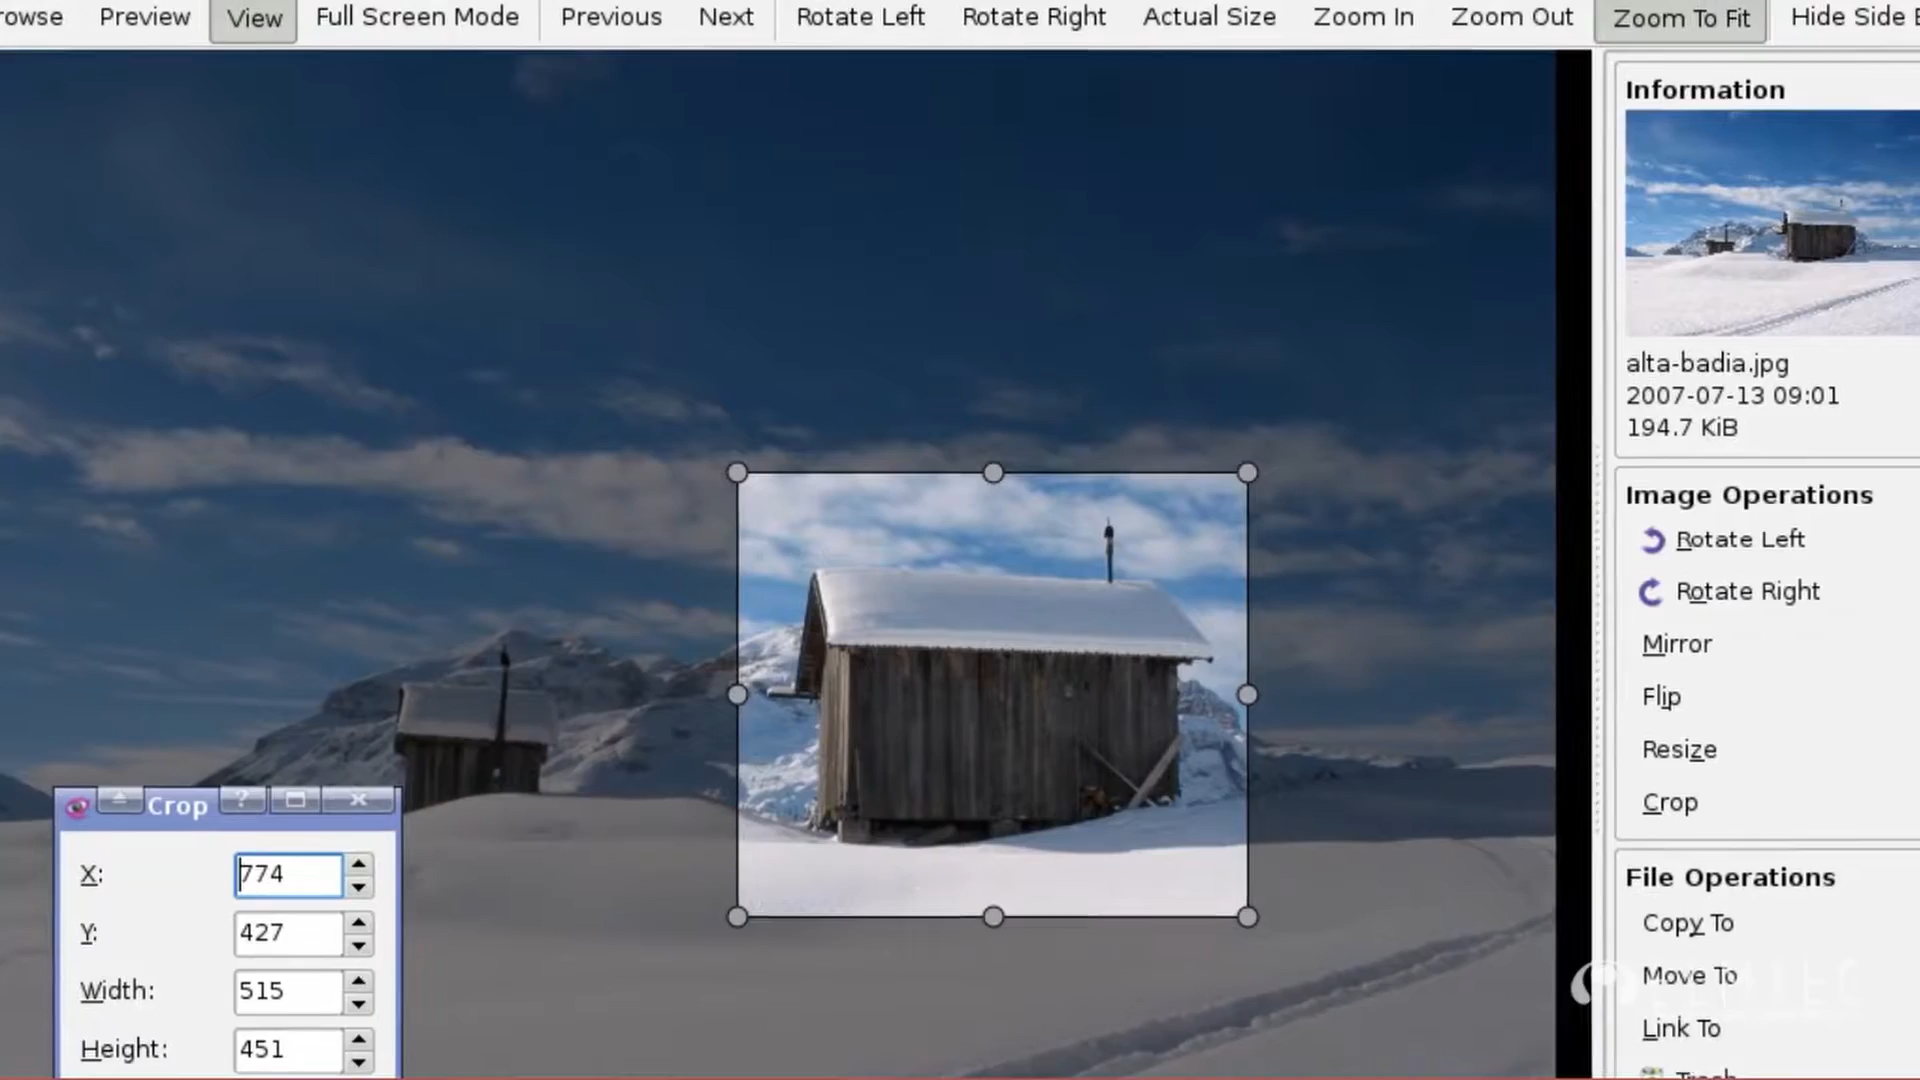 rowse Preview View Full Screen Mode Previous Next Rotate Left Rotate Right Actual Size Zoom In Zoom Out Zoom To Fit Hide Side
Information
alta-badia.jpg
2007-07-13 09:01
194.7 KiB
Image Operations
Rotate Left
Rotate Right
Mirror
Flip
Resize
Crop
File Operations
Copy To
Move To
Link To
Crop
X: 774
Y: 427
Width: 515
Height: 451